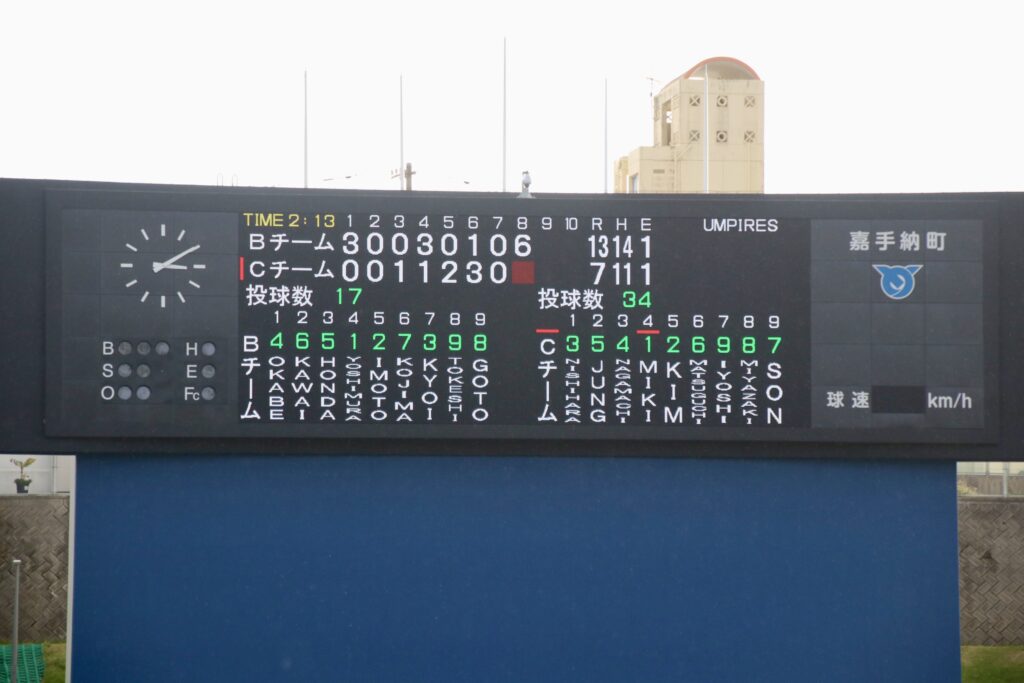 TIME 2:13 1 2 3 4 5 6 7 8 9 10 R H E UMPIRES
Bチーム 3 0 0 3 0 1 0 6 13 14 1
Cチーム 0 0 1 1 2 3 0 7 11 1
投球数 17 投球数 34
1 2 3 4 5 6 7 8 9
Bチーム
4 OKABE
6 KAWAI
5 HONDA
1 YOSHIMURA
2 IMOTO
7 KOJIMA
3 KYOI
9 TOKESHI
8 GOTO
1 2 3 4 5 6 7 8 9
Cチーム
3 NISHIHARA
5 JUNG
4 NAGAMATI
1 MIKI
2 KIM
6 MATSUGUCHI
9 IYOSHI
8 MIYAZAKI
7 SON
B H
S E
O Fc
嘉手納町
球速 km/h